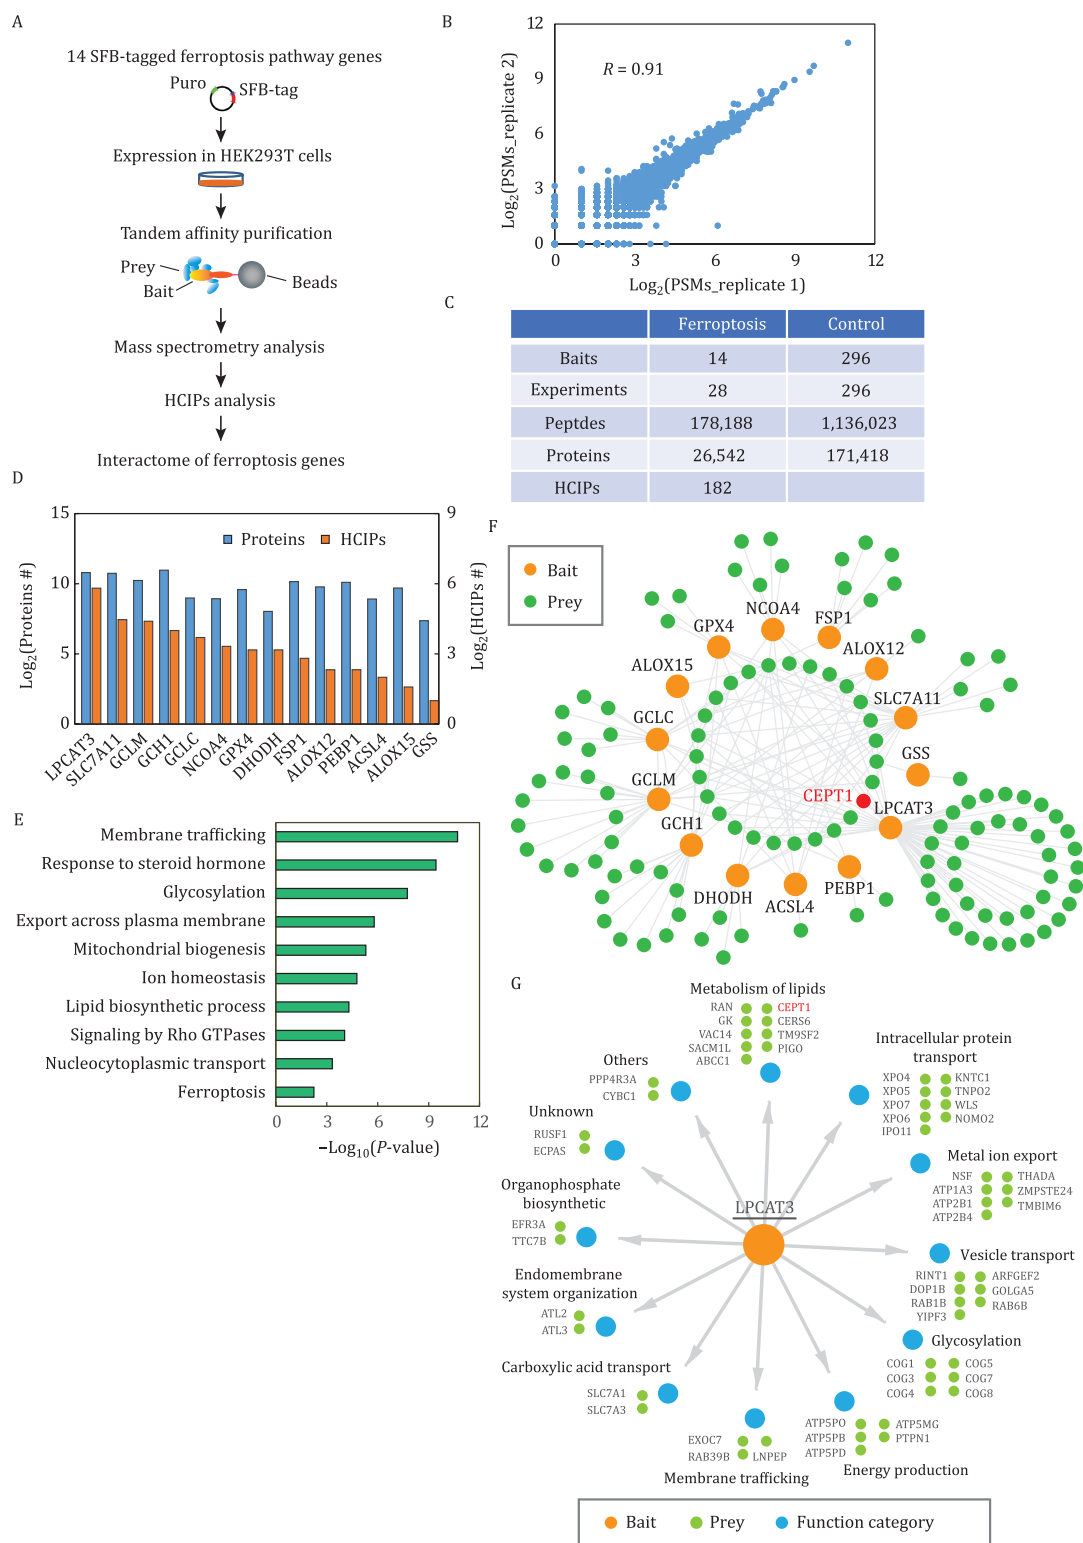 A
14 SFB-tagged ferroptosis pathway genes
Puro
SFB-tag
Expression in HEK293T cells
Tandem affinity purification
Prey
Bait
Beads
Mass spectrometry analysis
HCIPs analysis
Interactome of ferroptosis genes
B
12
9
6
3
0
Log2(PSMs_replicate 2)
R = 0.91
0 3 6 9 12
Log2(PSMs_replicate 1)
C
Ferroptosis Control
Baits 14 296
Experiments 28 296
Peptdes 178,188 1,136,023
Proteins 26,542 171,418
HCIPs 182
D
15
10
5
0
Log2(Proteins #)
Proteins HCIPs
9
6
3
0
Log2(HCIPs #)
LPCAT3
SLC7A11
GCLM
GCH1
GCLC
NCOA4
GPX4
DHODH
FSP1
ALOX12
PEBP1
ACSL4
ALOX15
GSS
E
Membrane trafficking
Response to steroid hormone
Glycosylation
Export across plasma membrane
Mitochondrial biogenesis
Ion homeostasis
Lipid biosynthetic process
Signaling by Rho GTPases
Nucleocytoplasmic transport
Ferroptosis
0 3 6 9 12
−Log10(P-value)
F
Bait
Prey
NCOA4
FSP1
GPX4
ALOX12
ALOX15
SLC7A11
GCLC
GSS
GCLM
CEPT1
LPCAT3
GCH1
PEBP1
DHODH
ACSL4
G
Metabolism of lipids
RAN CEPT1
GK CERS6
VAC14 TM9SF2
SACM1L PIGO
ABCC1
Intracellular protein
transport
XPO4 KNTC1
XPO5 TNPO2
XPO7 WLS
XPO6 NOMO2
IPO11
Others
PPP4R3A
CYBC1
Unknown
RUSF1
ECPAS
Metal ion export
NSF THADA
ATP1A3 ZMPSTE24
ATP2B1 TMBIM6
ATP2B4
Organophosphate
biosynthetic
EFR3A
TTC7B
LPCAT3
Vesicle transport
RINT1 ARFGEF2
DOP1B GOLGA5
RAB1B RAB6B
YIPF3
Endomembrane
system organization
ATL2
ATL3
Glycosylation
COG1 COG5
COG3 COG7
COG4 COG8
Carboxylic acid transport
SLC7A1
SLC7A3
EXOC7
RAB39B LNPEP
Membrane trafficking
ATP5PO ATP5MG
ATP5PB PTPN1
ATP5PD
Energy production
Bait Prey Function category